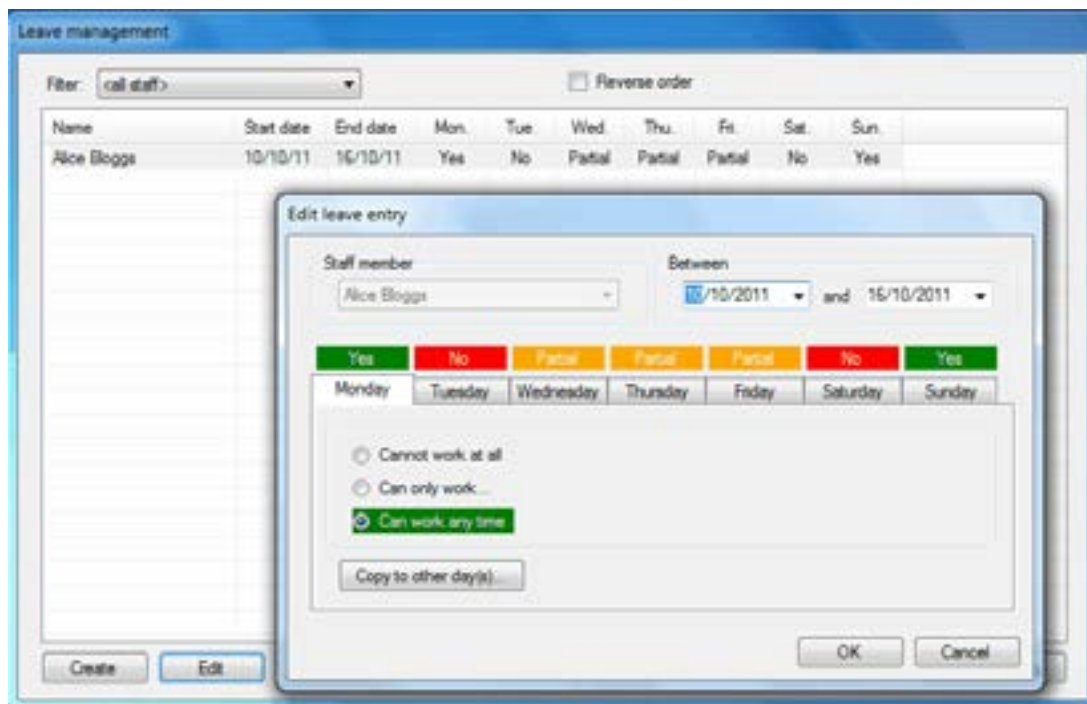 Leave management
Filter: <all staff> Reverse order
Name Start date End date Mon. Tue. Wed. Thu. Fri. Sat. Sun.
Alice Bloggs 10/10/11 16/10/11 Yes No Partial Partial Partial No Yes
Edit leave entry
Staff member Between
Alice Bloggs 10/10/2011 and 16/10/2011
Yes No Partial Partial Partial No Yes
Monday Tuesday Wednesday Thursday Friday Saturday Sunday
Cannot work at all
Can only work...
Can work any time
Copy to other day(s)...
OK Cancel
Create Edit